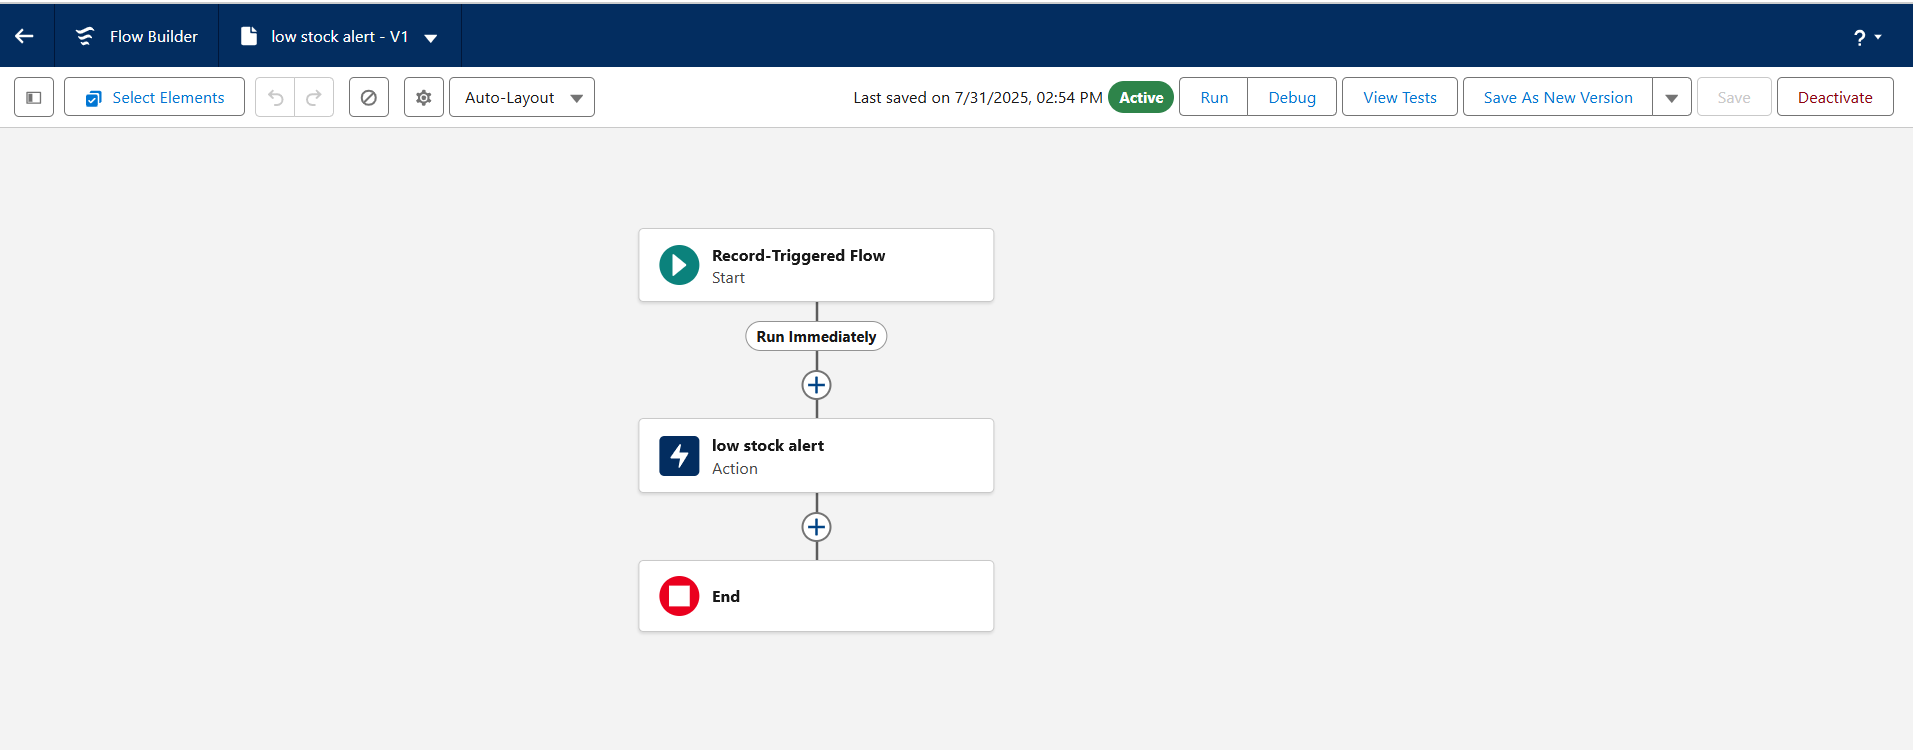 Flow Builder
low stock alert - V1
?
Select Elements
Auto-Layout
Last saved on 7/31/2025, 02:54 PM
Active
Run
Debug
View Tests
Save As New Version
Save
Deactivate
Record-Triggered Flow
Start
Run Immediately
low stock alert
Action
End